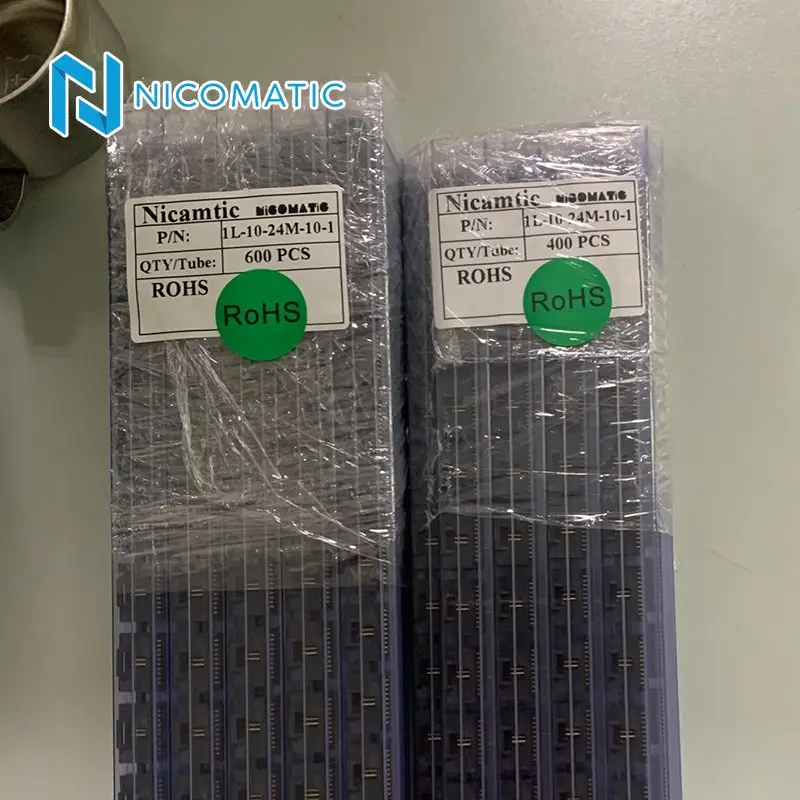 NICOMATIC
Nicamtic NICOMATIC
P/N: 1L-10-24M-10-1
QTY/Tube: 600 PCS
ROHS
RoHS
Nicamtic NICOMATIC
P/N: 1L-10-24M-10-1
QTY/Tube: 400 PCS
ROHS
RoHS